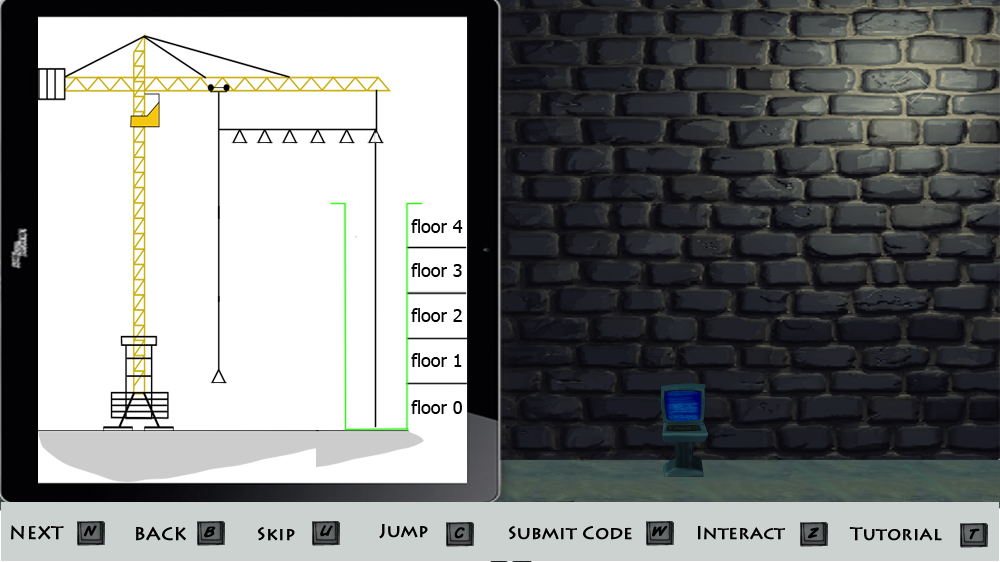 floor 4
floor 3
floor 2
floor 1
floor 0
NEXT N BACK B SKIP U JUMP C SUBMIT CODE W INTERACT Z TUTORIAL T